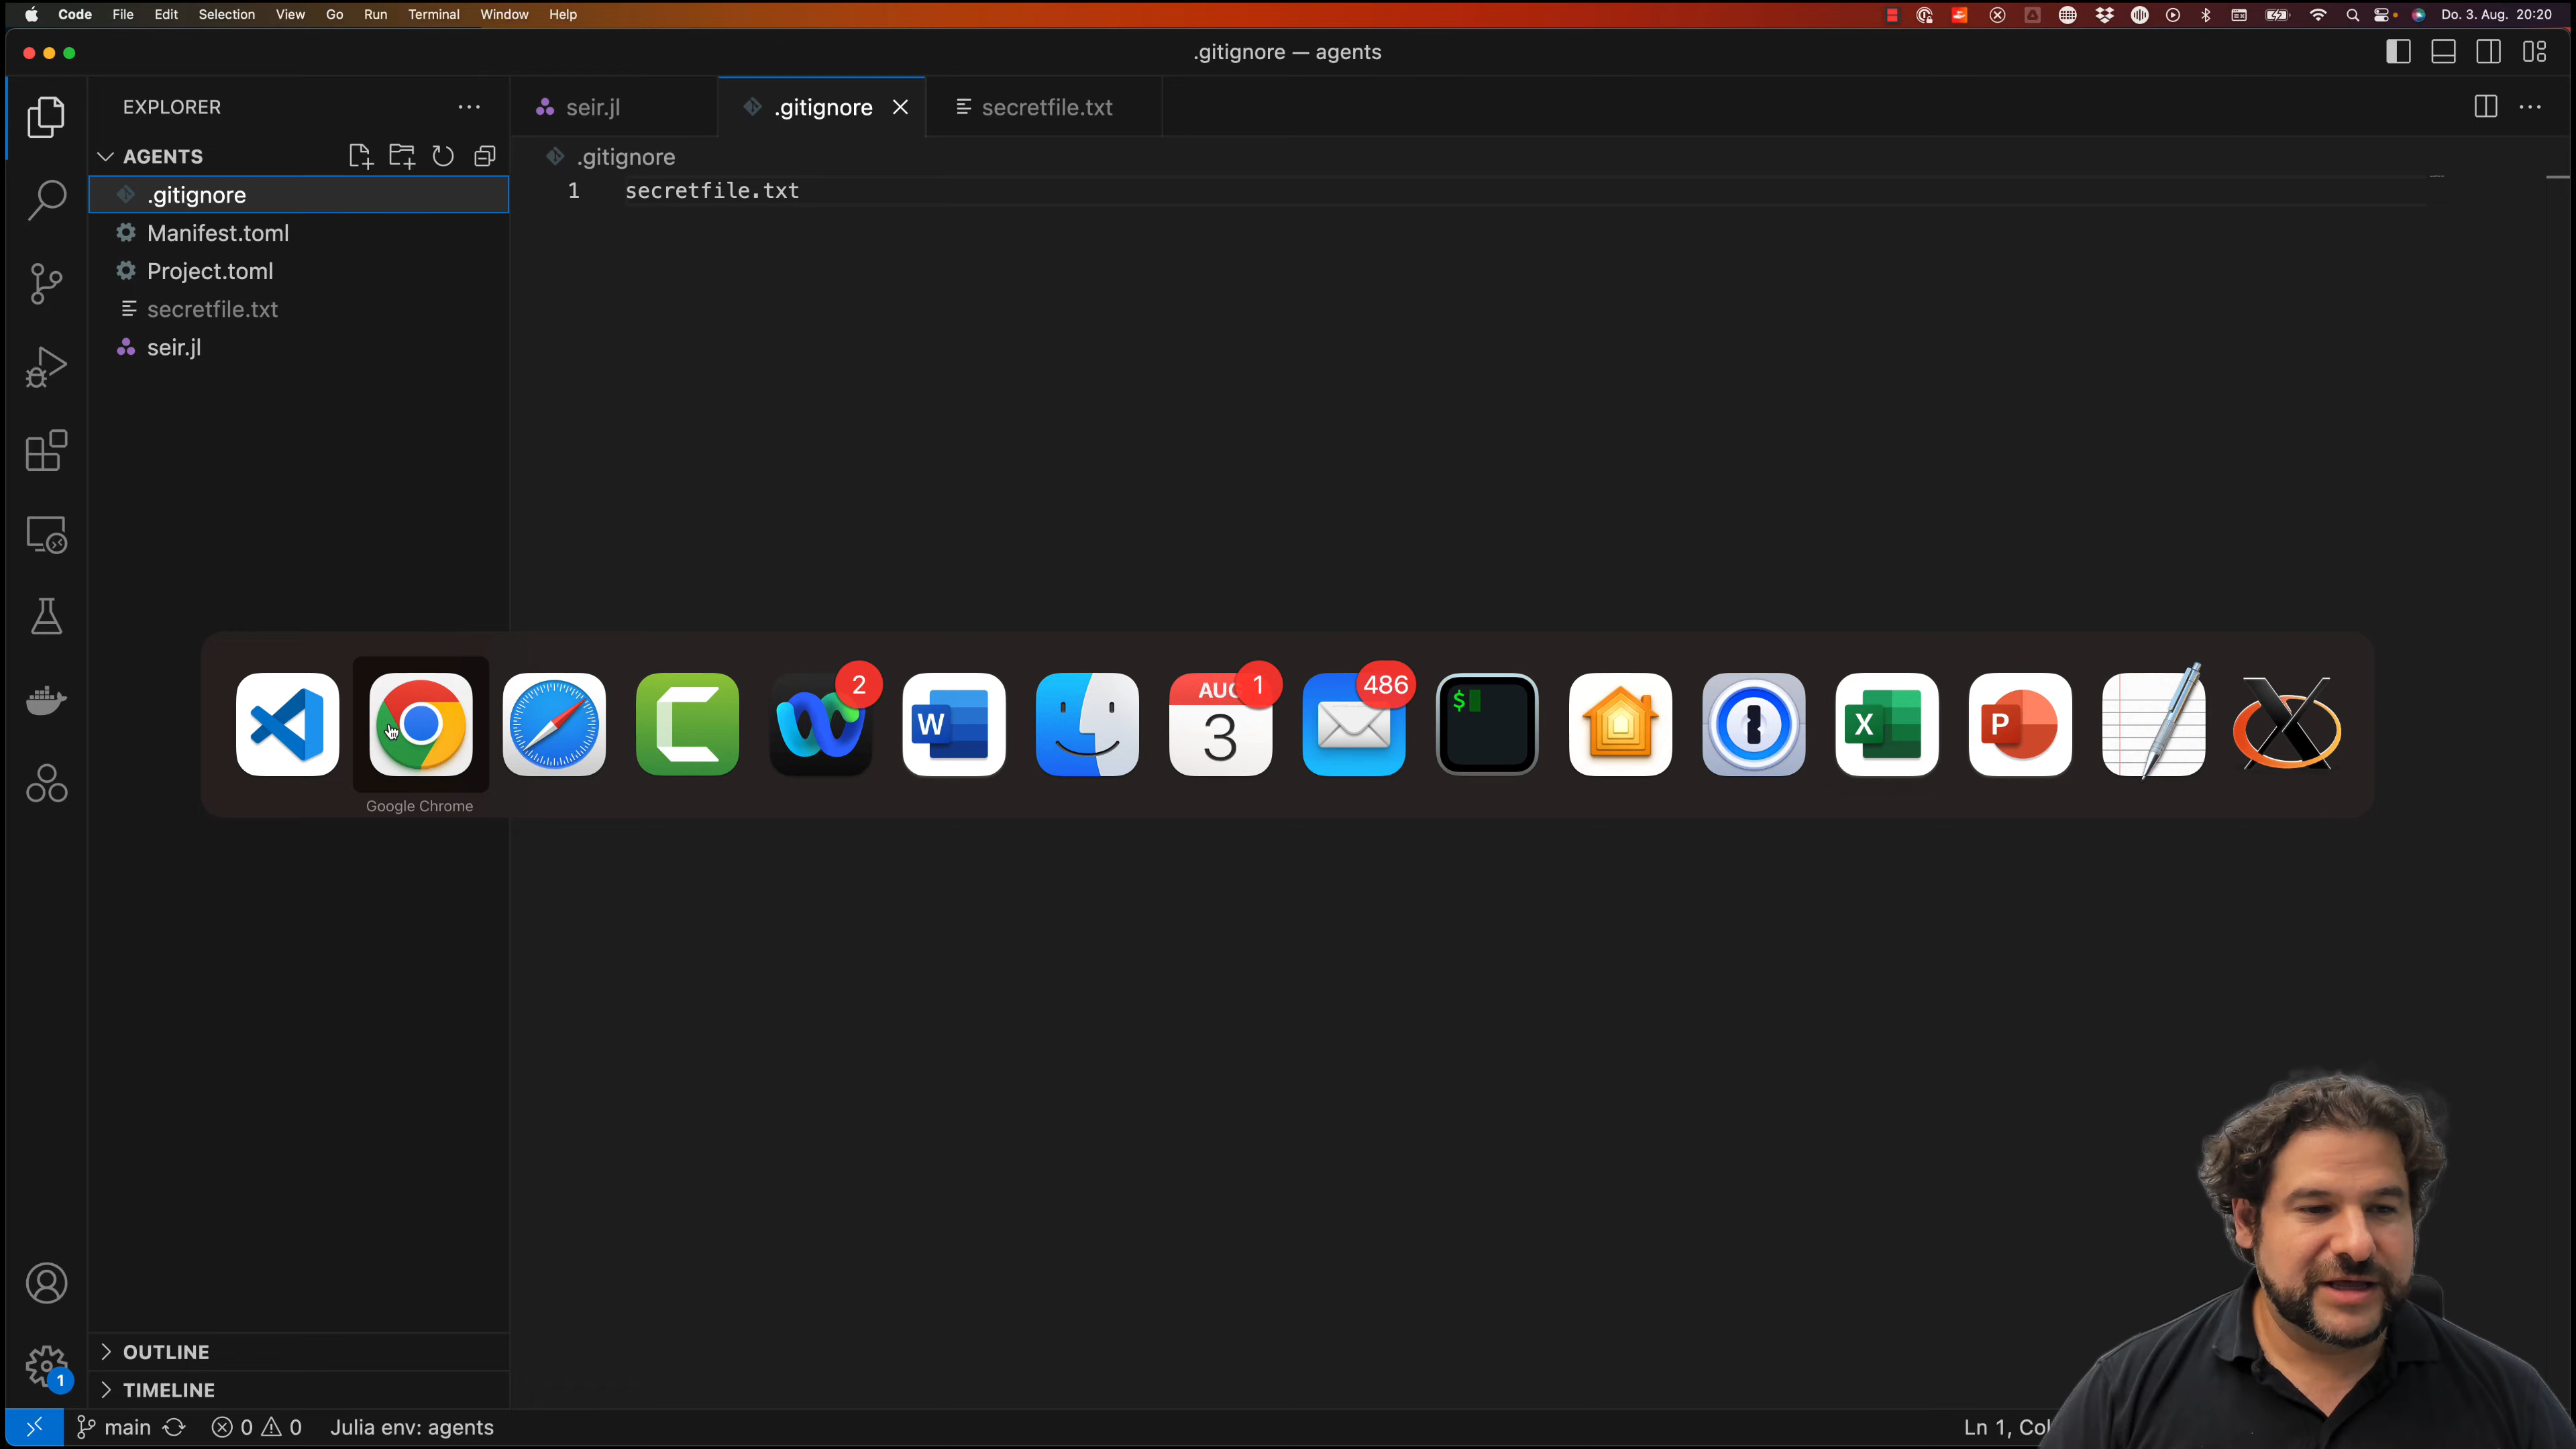 Code File Edit Selection View Go Run Terminal Window Help
Do. 3. Aug. 20:20
.gitignore — agents
EXPLORER
seir.jl
.gitignore
secretfile.txt
AGENTS
.gitignore
Manifest.toml
Project.toml
secretfile.txt
seir.jl
.gitignore
1 secretfile.txt
2
W
AUG
3
1
486
$
X
P
Google Chrome
OUTLINE
TIMELINE
1
main
0
0
Julia env: agents
Ln 1,